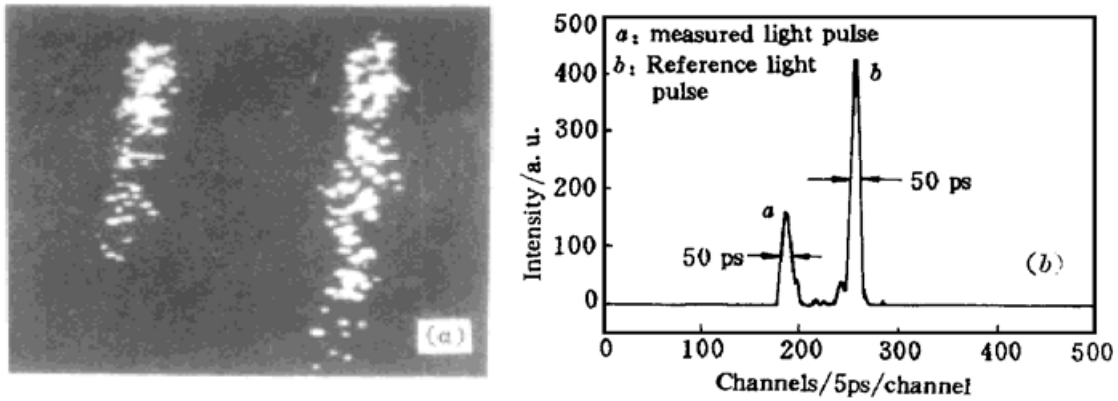 (a)
500
400
300
200
100
0
Intensity/a. u.
a: measured light pulse
b: Reference light
pulse
b
50 ps
a
50 ps
(b)
0 100 200 300 400 500
Channels/5ps/channel